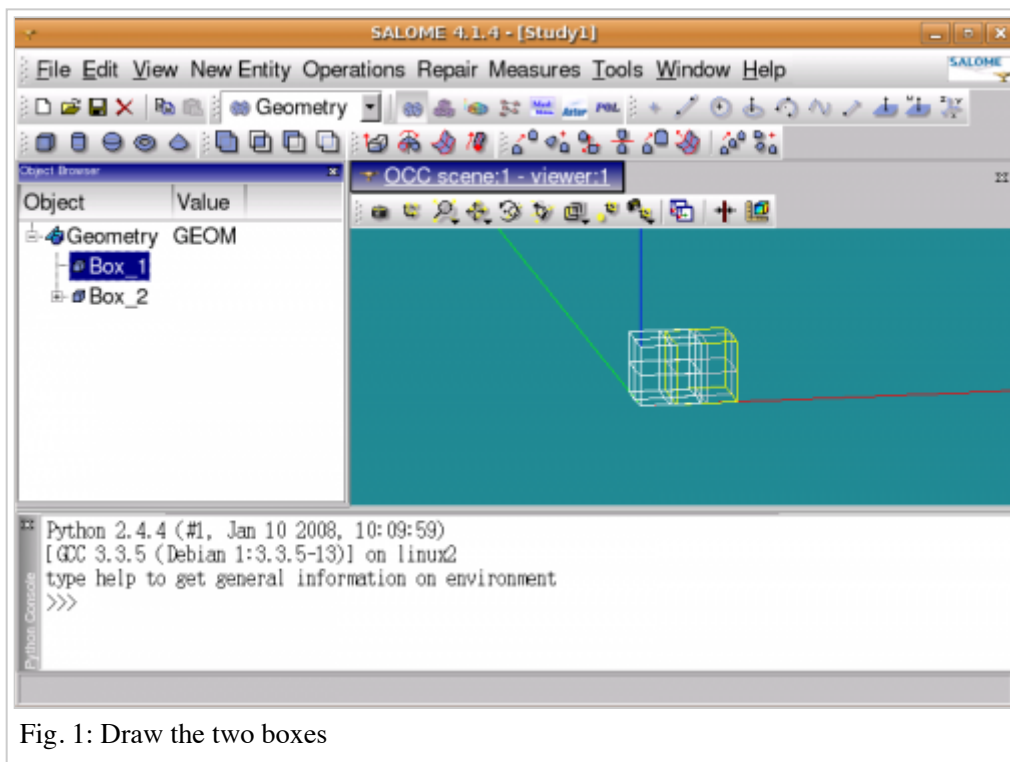 SALOME 4.1.4 - [Study1]
File Edit View New Entity Operations Repair Measures Tools Window Help
SALOME
Geometry
Object Browser
OCC scene:1 - viewer:1
Object Value
Geometry GEOM
Box_1
Box_2
Python 2.4.4 (#1, Jan 10 2008, 10:09:59)
[GCC 3.3.5 (Debian 1:3.3.5-13)] on linux2
type help to get general information on environment
>>>
Python Console
Fig. 1: Draw the two boxes